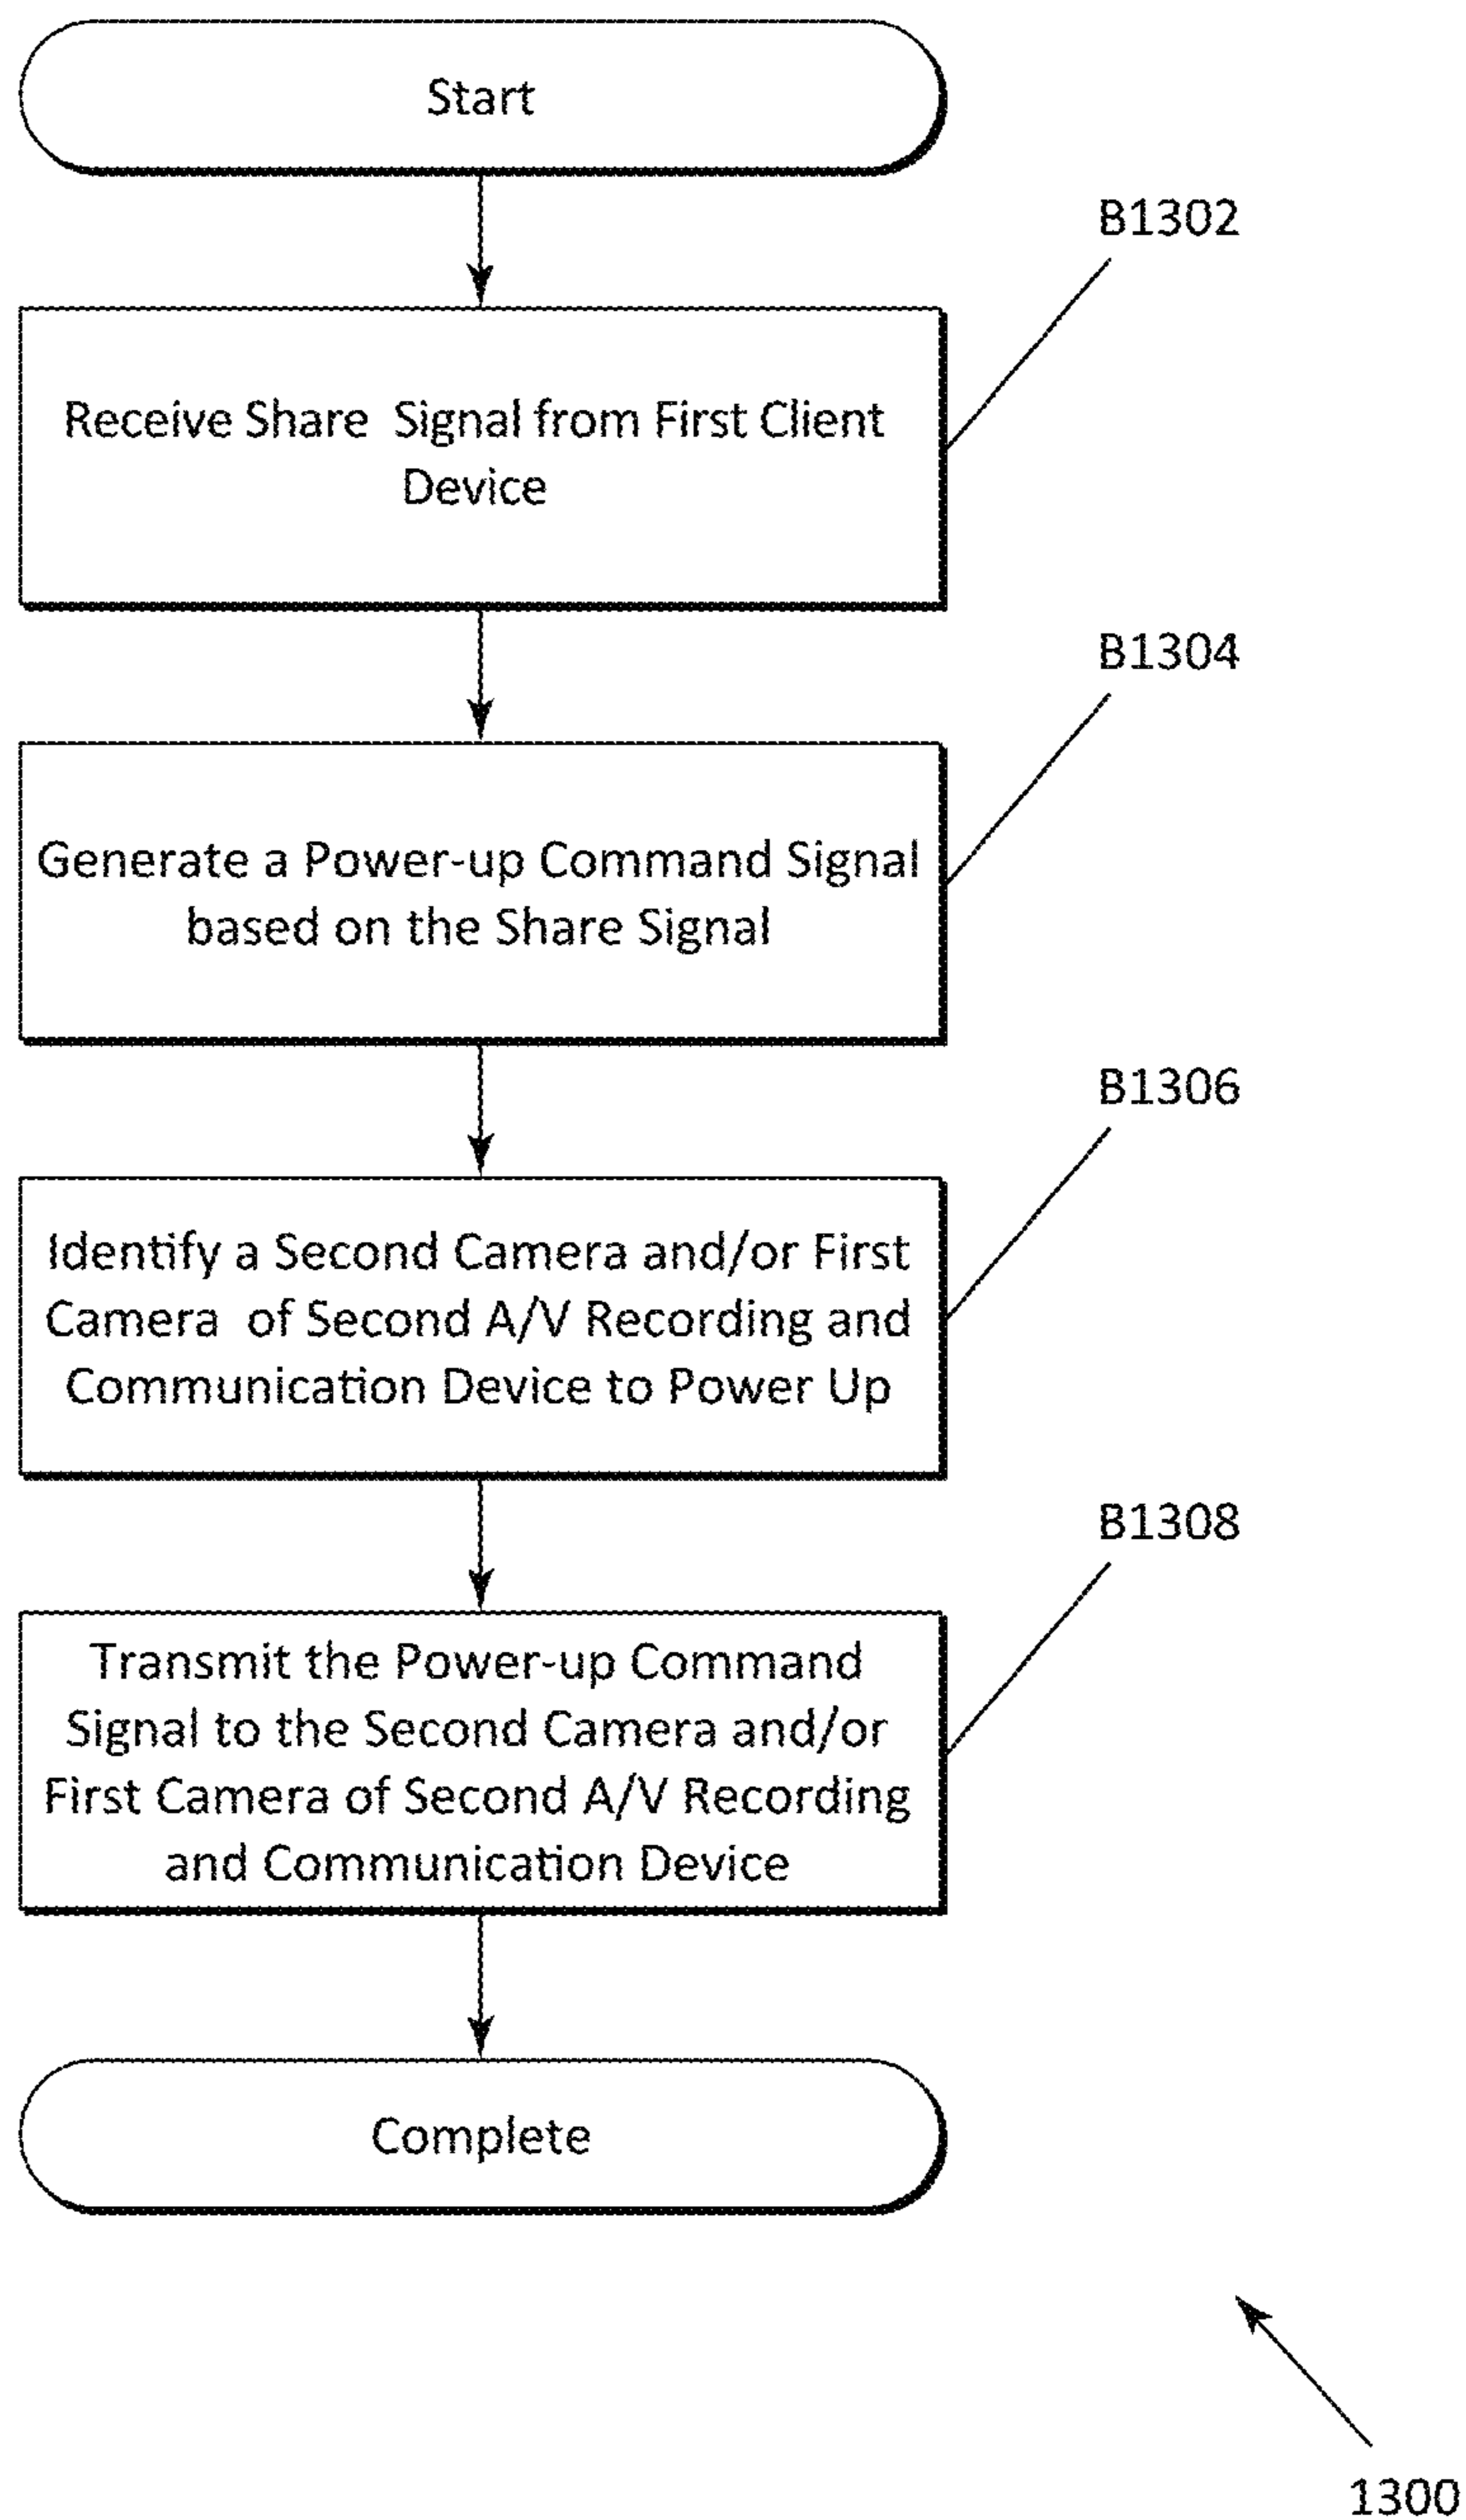 Start
B1302
Receive Share Signal from First Client
Device
B1304
Generate a Power-up Command Signal
based on the Share Signal
B1306
Identify a Second Camera and/or First
Camera of Second A/V Recording and
Communication Device to Power Up
B1308
Transmit the Power-up Command
Signal to the Second Camera and/or
First Camera of Second A/V Recording
and Communication Device
Complete
1300